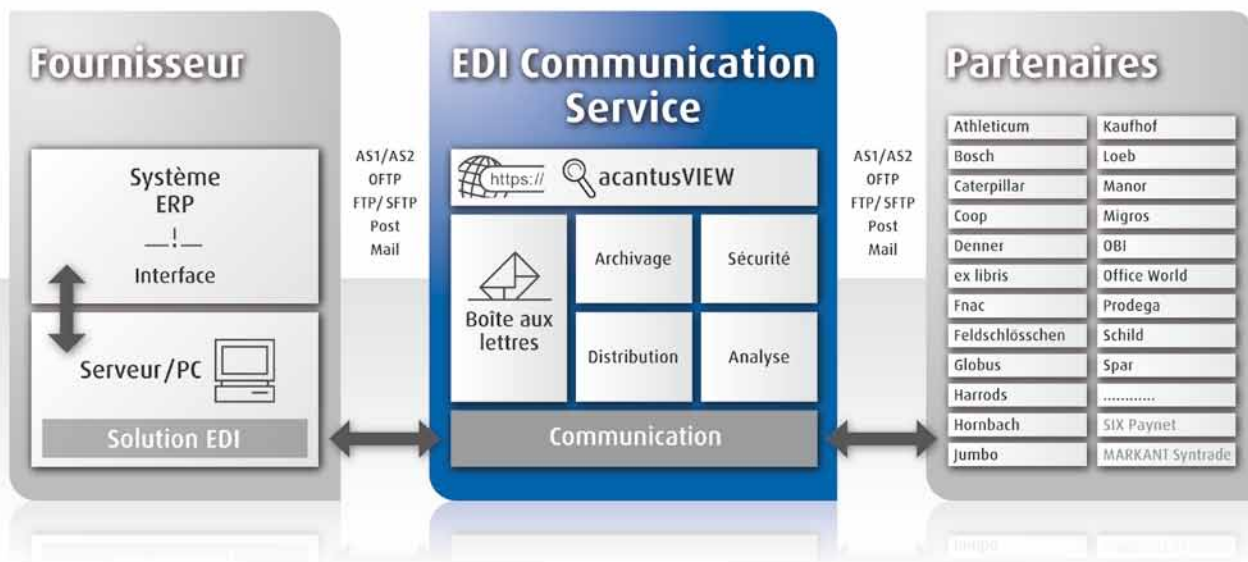 Fournisseur
Système
ERP
Interface
Serveur/PC
Solution EDI
AS1/AS2
OFTP
FTP/SFTP
Post
Mail
EDI Communication
Service
https://
acantusVIEW
Boîte aux
lettres
Archivage
Sécurité
Distribution
Analyse
Communication
AS1/AS2
OFTP
FTP/SFTP
Post
Mail
Partenaires
Athleticum
Bosch
Caterpillar
Coop
Denner
ex libris
Fnac
Feldschlösschen
Globus
Harrods
Hornbach
Jumbo
Kaufhof
Loeb
Manor
Migros
OBI
Office World
Prodega
Schild
Spar
............
SIX Paynet
MARKANT Syntrade